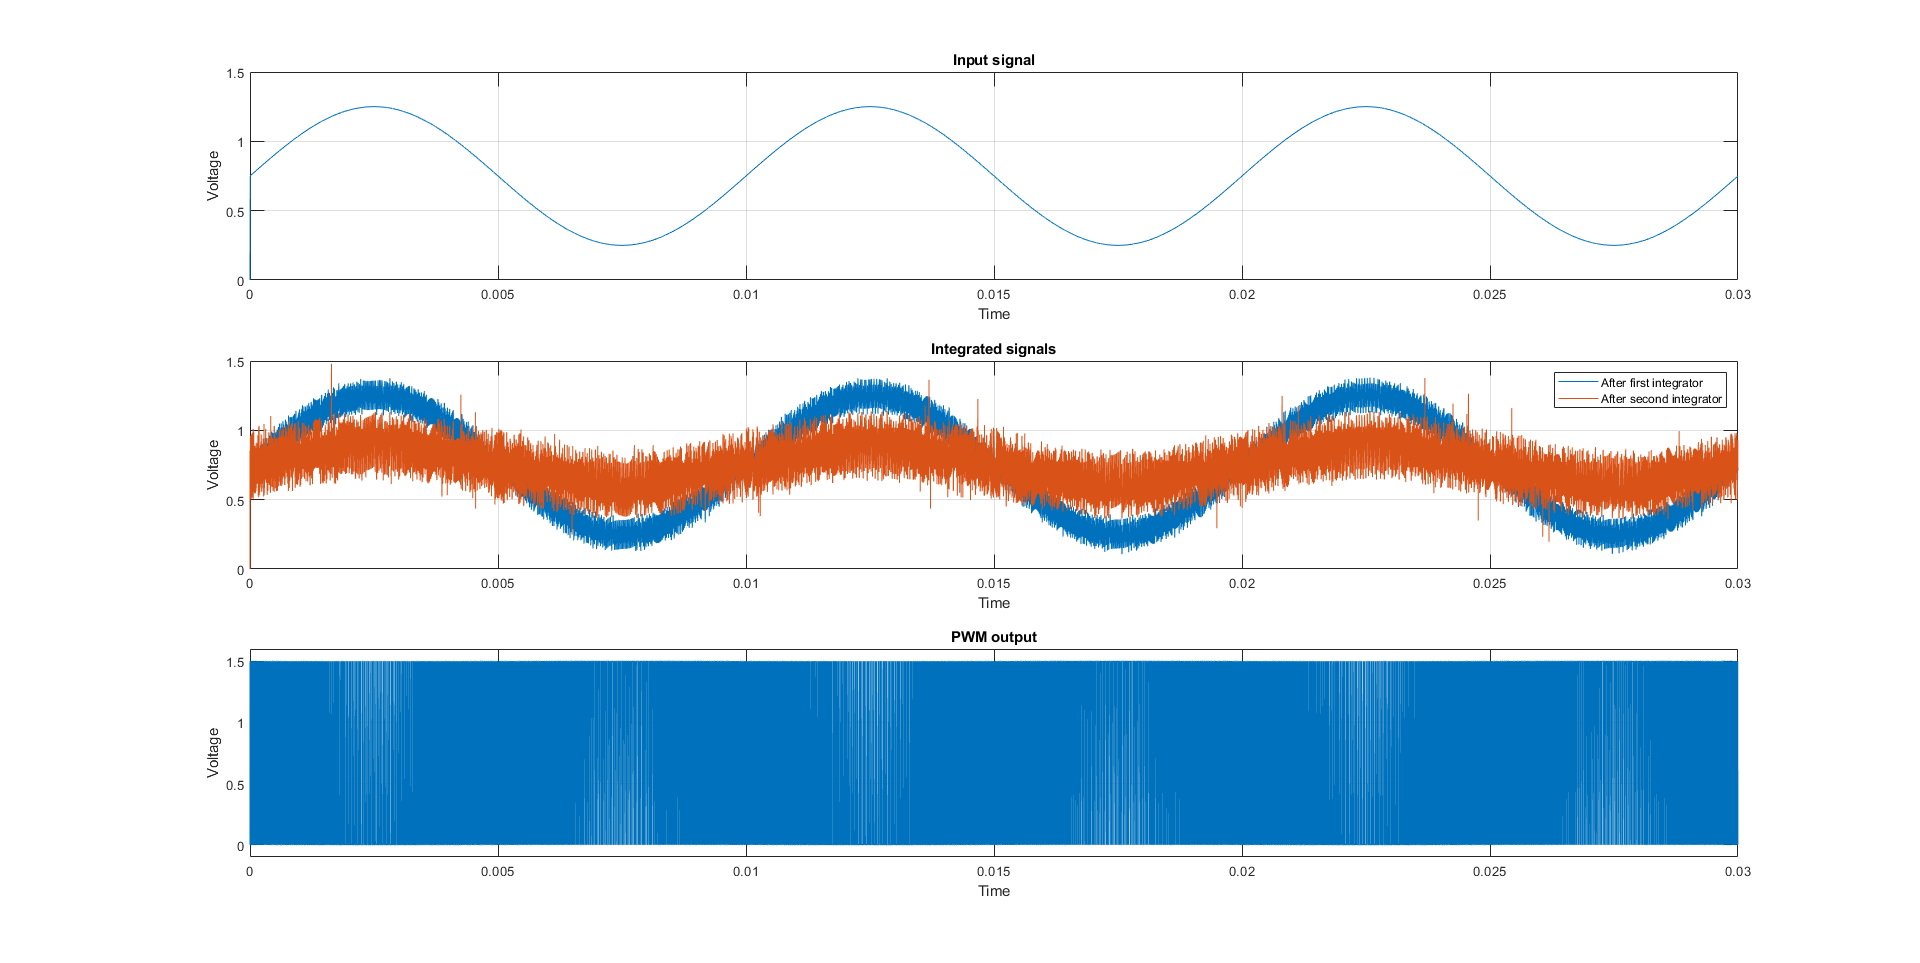 Input signal
1.5
1
0.5
0
Voltage
0 0.005 0.01 0.015 0.02 0.025 0.03
Time
Integrated signals
1.5
1
0.5
0
Voltage
After first integrator
After second integrator
0 0.005 0.01 0.015 0.02 0.025 0.03
Time
PWM output
1.5
1
0.5
0
Voltage
0 0.005 0.01 0.015 0.02 0.025 0.03
Time